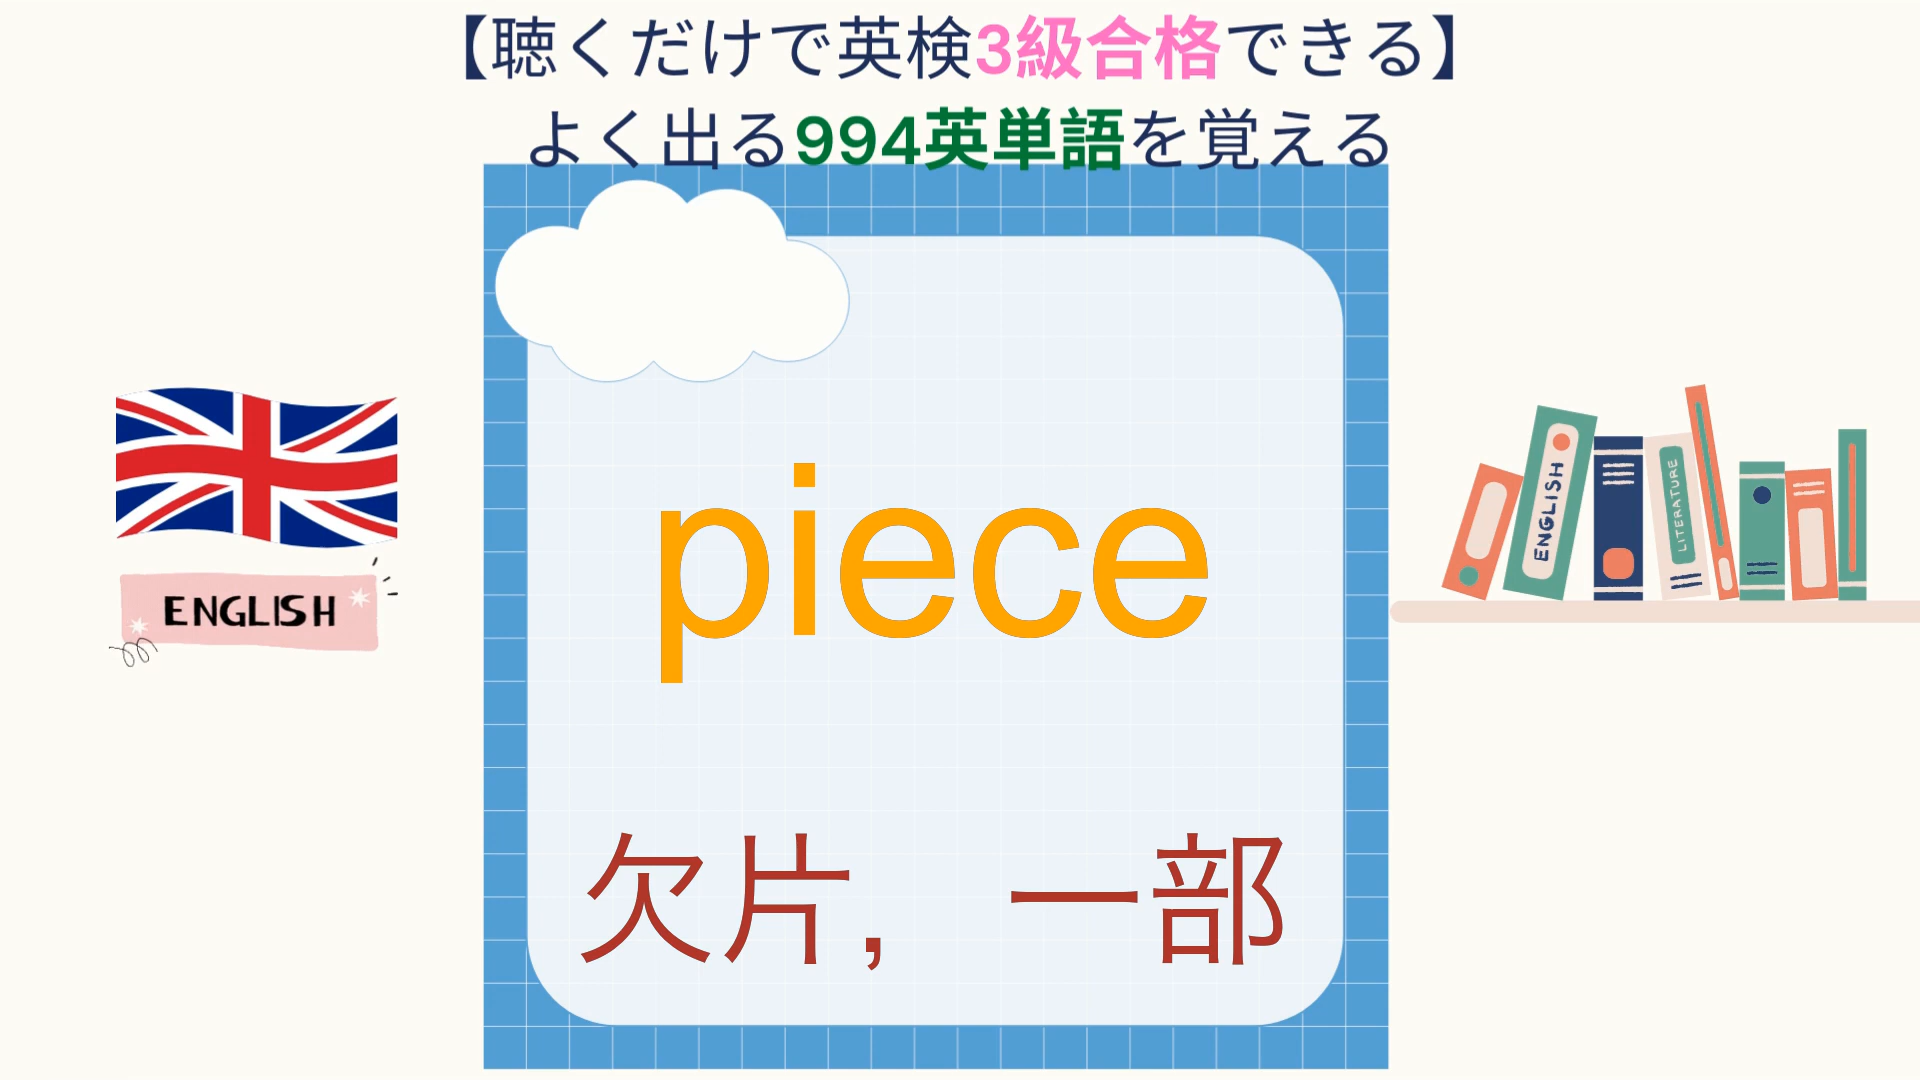 【聴くだけで英検3級合格できる】
よく出る994英単語を覚える
ENGLISH
piece
ENGLISH
LITERATURE
欠片, 一部